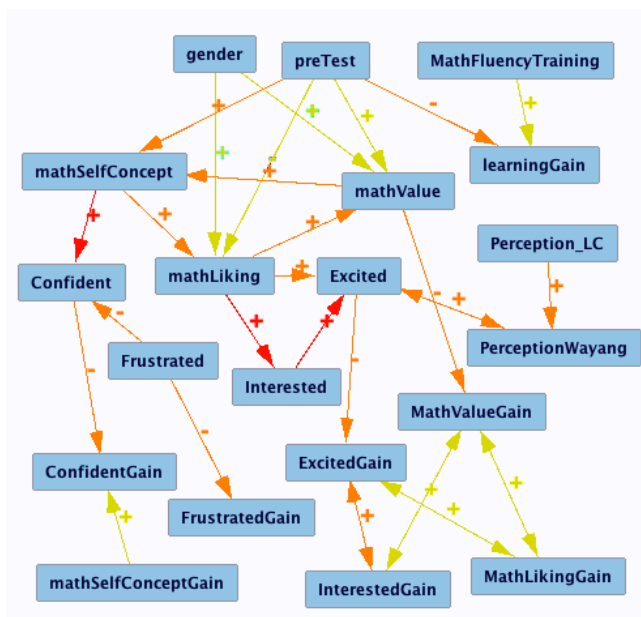 gender
preTest
MathFluencyTraining
+
-
+
+
+
+
mathSelfConcept
-
+
mathValue
learningGain
+
+
+
Perception_LC
Confident
mathLiking
+
Excited
-
+
+
-
+
+
Frustrated
PerceptionWayang
-
-
Interested
MathValueGain
-
ConfidentGain
ExcitedGain
+
+
FrustratedGain
+
+
mathSelfConceptGain
InterestedGain
MathLikingGain